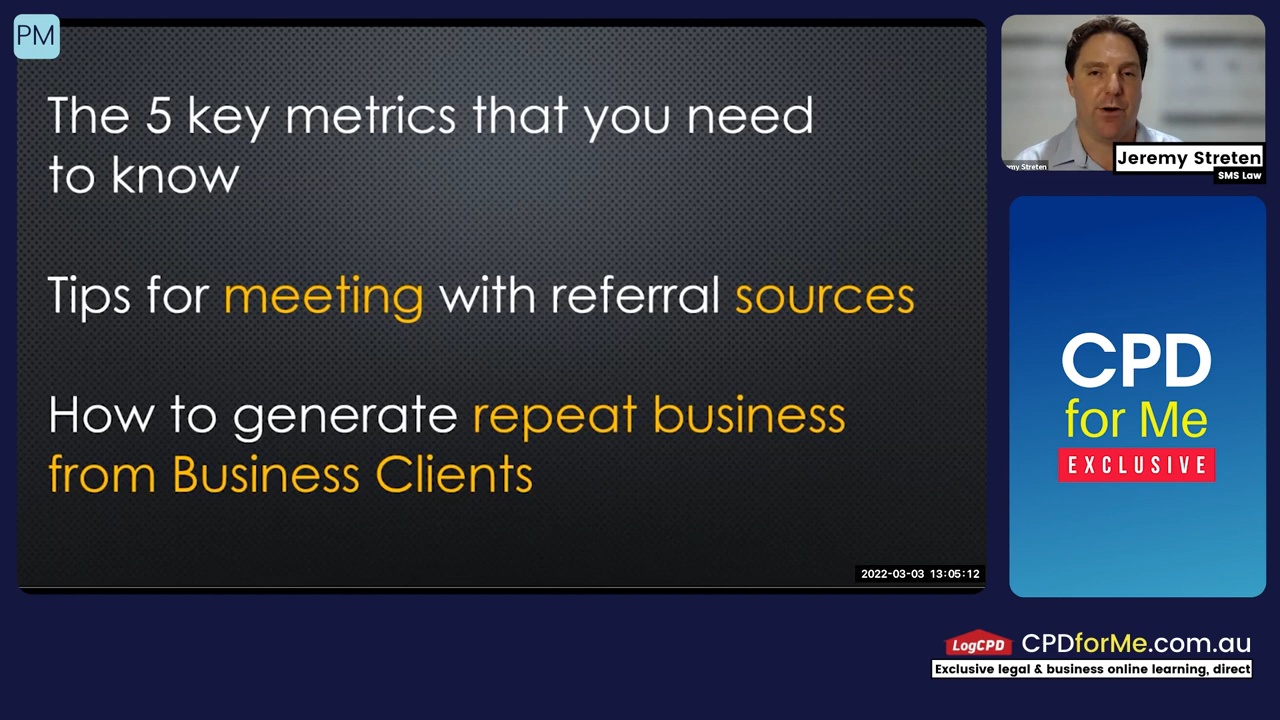 PM
The 5 key metrics that you need
to know
Tips for meeting with referral sources
How to generate repeat business
from Business Clients
2022-03-03 13:05:12
my Streten
Jeremy Streten
SMS Law
CPD
for Me
EXCLUSIVE
LogCPD
CPDforMe.com.au
Exclusive legal & business online learning, direct